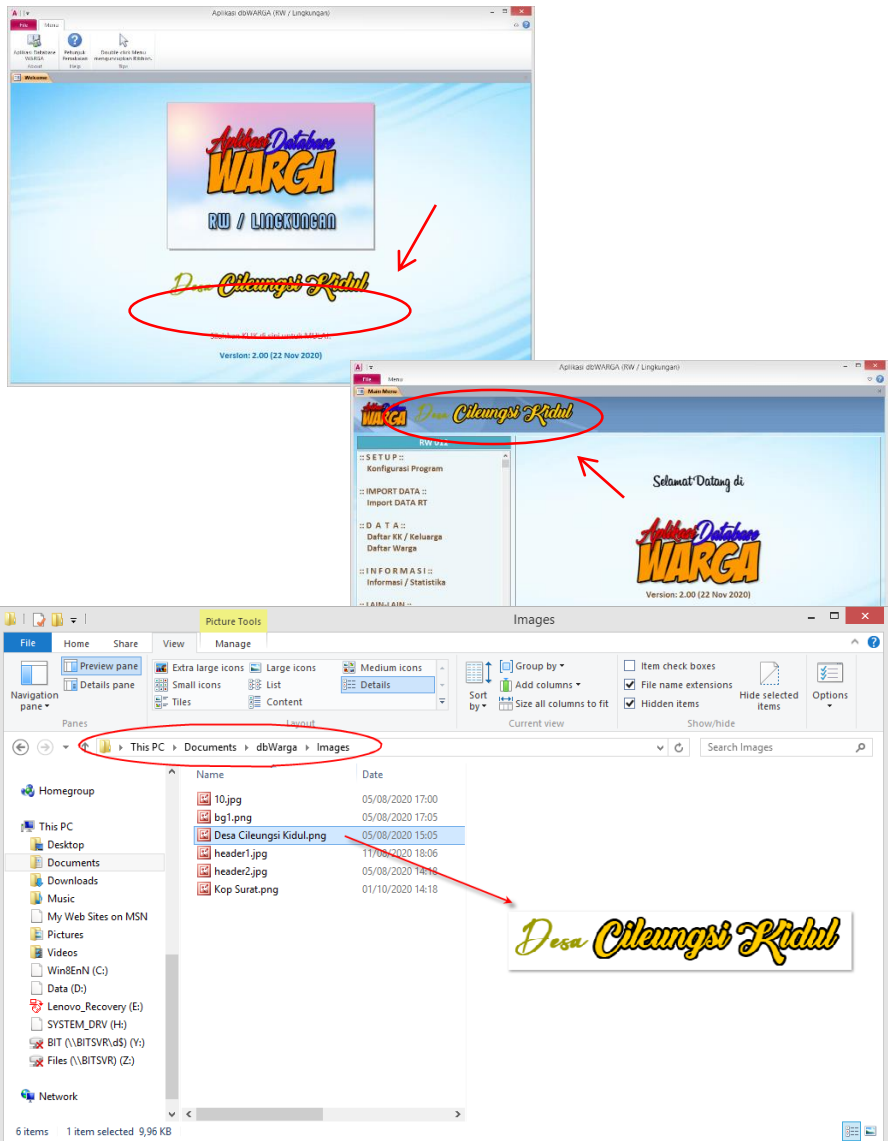 Aplikasi dbWARGA (RW / Lingkungan)
File Menu
Aplikasi Database WARGA
Petunjuk Pemakaian
Double click Menu
About Help Tips
Welcome
Aplikasi Database
WARGA
RW / LINGKUNGAN
Desa Cileungsi Kidul
Version: 2.00 (22 Nov 2020)
Aplikasi dbWARGA (RW / Lingkungan)
File Menu
Main Menu
WARGA
Desa Cileungsi Kidul
:: S E T U P ::
Konfigurasi Program
:: IMPORT DATA ::
Import DATA RT
:: D A T A ::
Daftar KK / Keluarga
Daftar Warga
:: I N F O R M A S I ::
Informasi / Statistika
:: LAIN-LAIN ::
Selamat Datang di
Aplikasi Database
WARGA
Version: 2.00 (22 Nov 2020)
Picture Tools
Images
File Home Share View Manage
Navigation pane
Preview pane
Details pane
Panes
Extra large icons Large icons Medium icons
Small icons List Details
Tiles Content
Layout
Sort by
Group by
Add columns
Size all columns to fit
Current view
Item check boxes
File name extensions
Hidden items
Hide selected items
Show/hide
Options
This PC Documents dbWarga Images
Search Images
Homegroup
This PC
Desktop
Documents
Downloads
Music
My Web Sites on MSN
Pictures
Videos
Win8EnN (C:)
Data (D:)
Lenovo_Recovery (E:)
SYSTEM_DRV (H:)
BIT (\\BITSVR\d$) (Y:)
Files (\\BITSVR) (Z:)
Network
Name Date
10.jpg 05/08/2020 17:00
bg1.png 05/08/2020 17:05
Desa Cileungsi Kidul.png 05/08/2020 15:05
header1.jpg 11/08/2020 18:06
header2.jpg 05/08/2020 14:18
Kop Surat.png 01/10/2020 14:18
Desa Cileungsi Kidul
6 items 1 item selected 9,96 KB